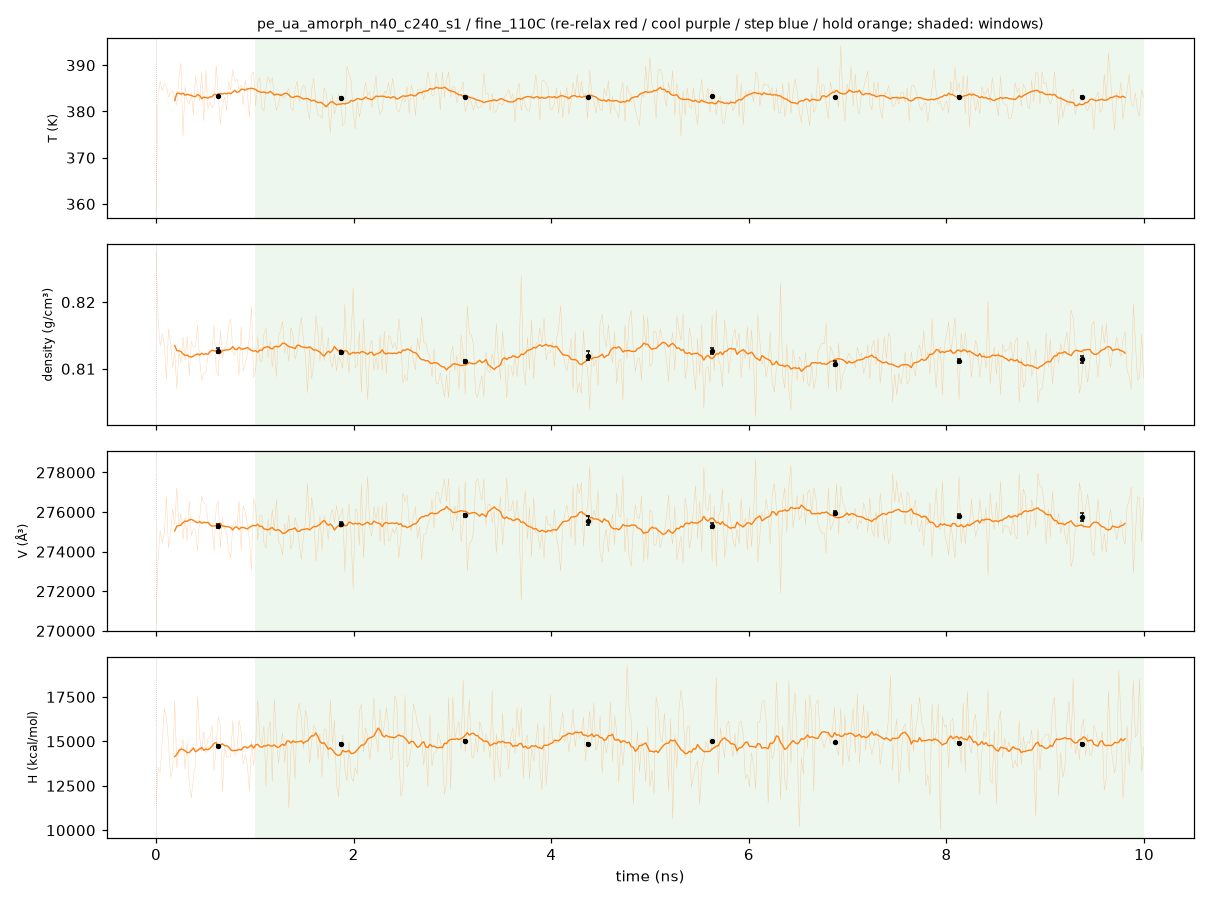 pe_ua_amorph_n40_c240_s1 / fine_110C (re-relax red / cool purple / step blue / hold orange; shaded: windows)
390
380
370
360
T (K)
0.82
0.81
density (g/cm³)
278000
276000
274000
272000
270000
V (Å³)
17500
15000
12500
10000
H (kcal/mol)
0 2 4 6 8 10
time (ns)